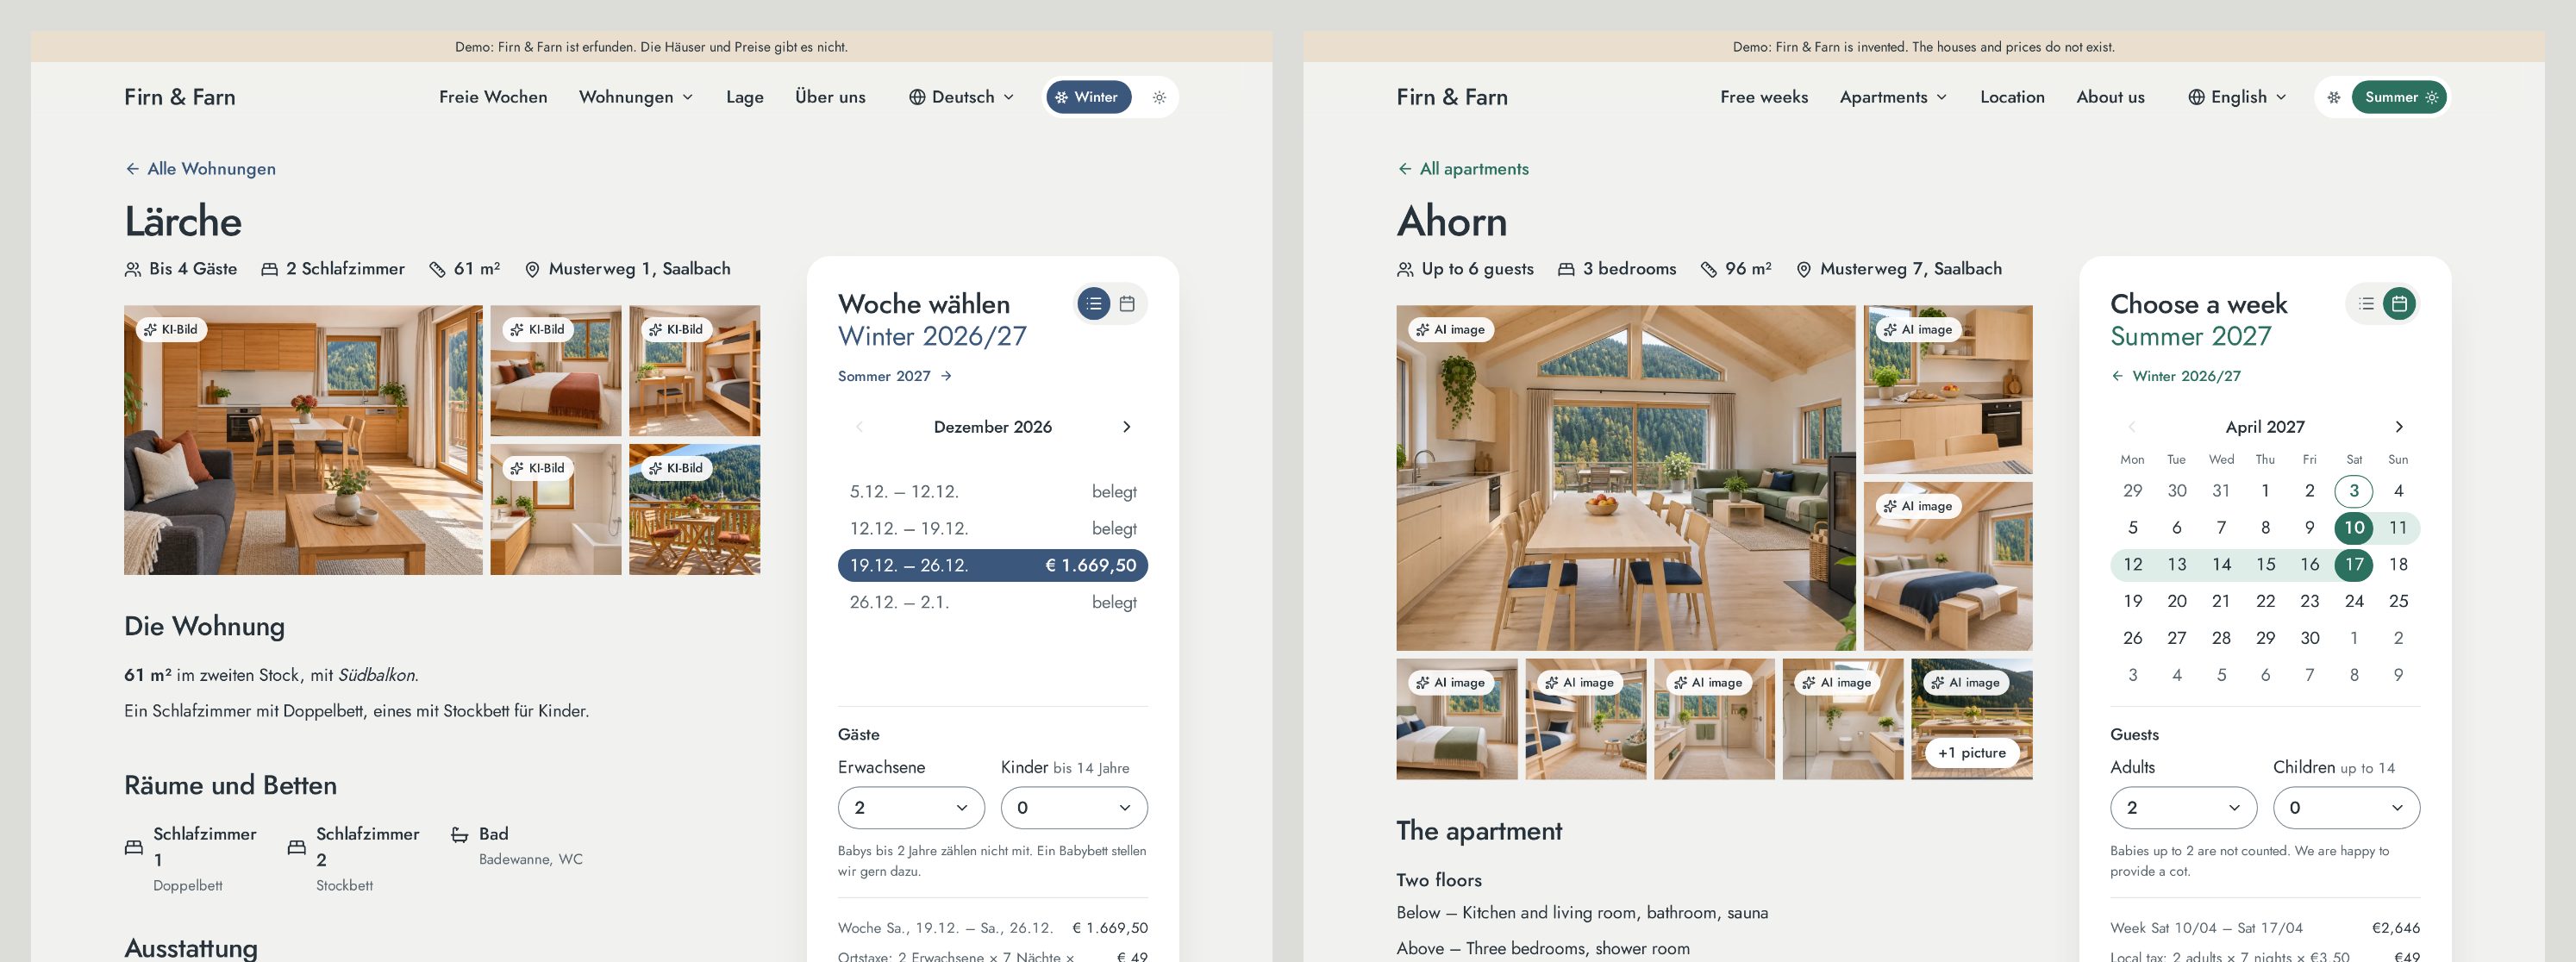 Demo: Firn & Farn ist erfunden. Die Häuser und Preise gibt es nicht.
Firn & Farn
Freie Wochen
Wohnungen
Lage
Über uns
Deutsch
Winter
Alle Wohnungen
Lärche
Bis 4 Gäste
2 Schlafzimmer
61 m²
Musterweg 1, Saalbach
KI-Bild
KI-Bild
KI-Bild
KI-Bild
KI-Bild
Die Wohnung
61 m² im zweiten Stock, mit Südbalkon.
Ein Schlafzimmer mit Doppelbett, eines mit Stockbett für Kinder.
Räume und Betten
Schlafzimmer
1
Doppelbett
Schlafzimmer
2
Stockbett
Bad
Badewanne, WC
Ausstattung
Woche wählen
Winter 2026/27
Sommer 2027
Dezember 2026
5.12. – 12.12. belegt
12.12. – 19.12. belegt
19.12. – 26.12. € 1.669,50
26.12. – 2.1. belegt
Gäste
Erwachsene
Kinder bis 14 Jahre
2
0
Babys bis 2 Jahre zählen nicht mit. Ein Babybett stellen
wir gern dazu.
Woche Sa., 19.12. – Sa., 26.12. € 1.669,50
Ortstaxe: 2 Erwachsene × 7 Nächte × € 49
Demo: Firn & Farn is invented. The houses and prices do not exist.
Firn & Farn
Free weeks
Apartments
Location
About us
English
Summer
All apartments
Ahorn
Up to 6 guests
3 bedrooms
96 m²
Musterweg 7, Saalbach
AI image
AI image
AI image
AI image
AI image
AI image
AI image
AI image
+1 picture
The apartment
Two floors
Below – Kitchen and living room, bathroom, sauna
Above – Three bedrooms, shower room
Choose a week
Summer 2027
Winter 2026/27
April 2027
Mon Tue Wed Thu Fri Sat Sun
29 30 31 1 2 3 4
5 6 7 8 9 10 11
12 13 14 15 16 17 18
19 20 21 22 23 24 25
26 27 28 29 30 1 2
3 4 5 6 7 8 9
Guests
Adults
Children up to 14
2
0
Babies up to 2 are not counted. We are happy to
provide a cot.
Week Sat 10/04 – Sat 17/04 €2,646
Local tax: 2 adults × 7 nights × €3.50 €49